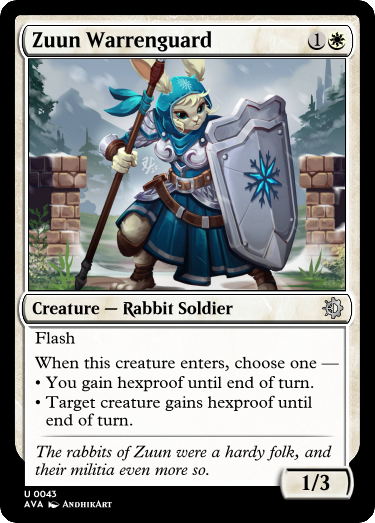 Zuun Warrenguard 1
Creature — Rabbit Soldier
Flash
When this creature enters, choose one —
• You gain hexproof until end of turn.
• Target creature gains hexproof until
end of turn.
The rabbits of Zuun were a hardy folk, and
their militia even more so.
1/3
U 0043
AVA AndhikArt